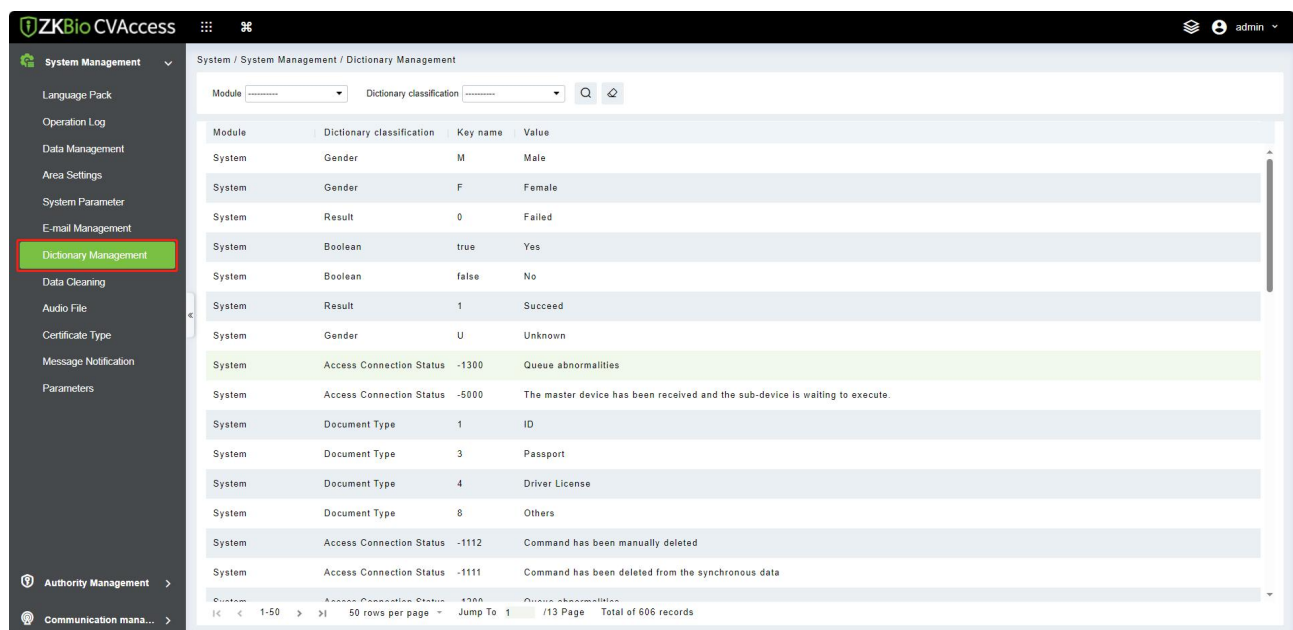 ZKBio CVAccess
admin
System Management
Language Pack
Operation Log
Data Management
Area Settings
System Parameter
E-mail Management
Dictionary Management
Data Cleaning
Audio File
Certificate Type
Message Notification
Parameters
Authority Management
Communication mana...
System / System Management / Dictionary Management
Module ---------- Dictionary classification ----------
Module Dictionary classification Key name Value
System Gender M Male
System Gender F Female
System Result 0 Failed
System Boolean true Yes
System Boolean false No
System Result 1 Succeed
System Gender U Unknown
System Access Connection Status -1300 Queue abnormalities
System Access Connection Status -5000 The master device has been received and the sub-device is waiting to execute.
System Document Type 1 ID
System Document Type 3 Passport
System Document Type 4 Driver License
System Document Type 8 Others
System Access Connection Status -1112 Command has been manually deleted
System Access Connection Status -1111 Command has been deleted from the synchronous data
System Access Connection Status Queue abnormalities
1-50 50 rows per page Jump To 1 /13 Page Total of 606 records